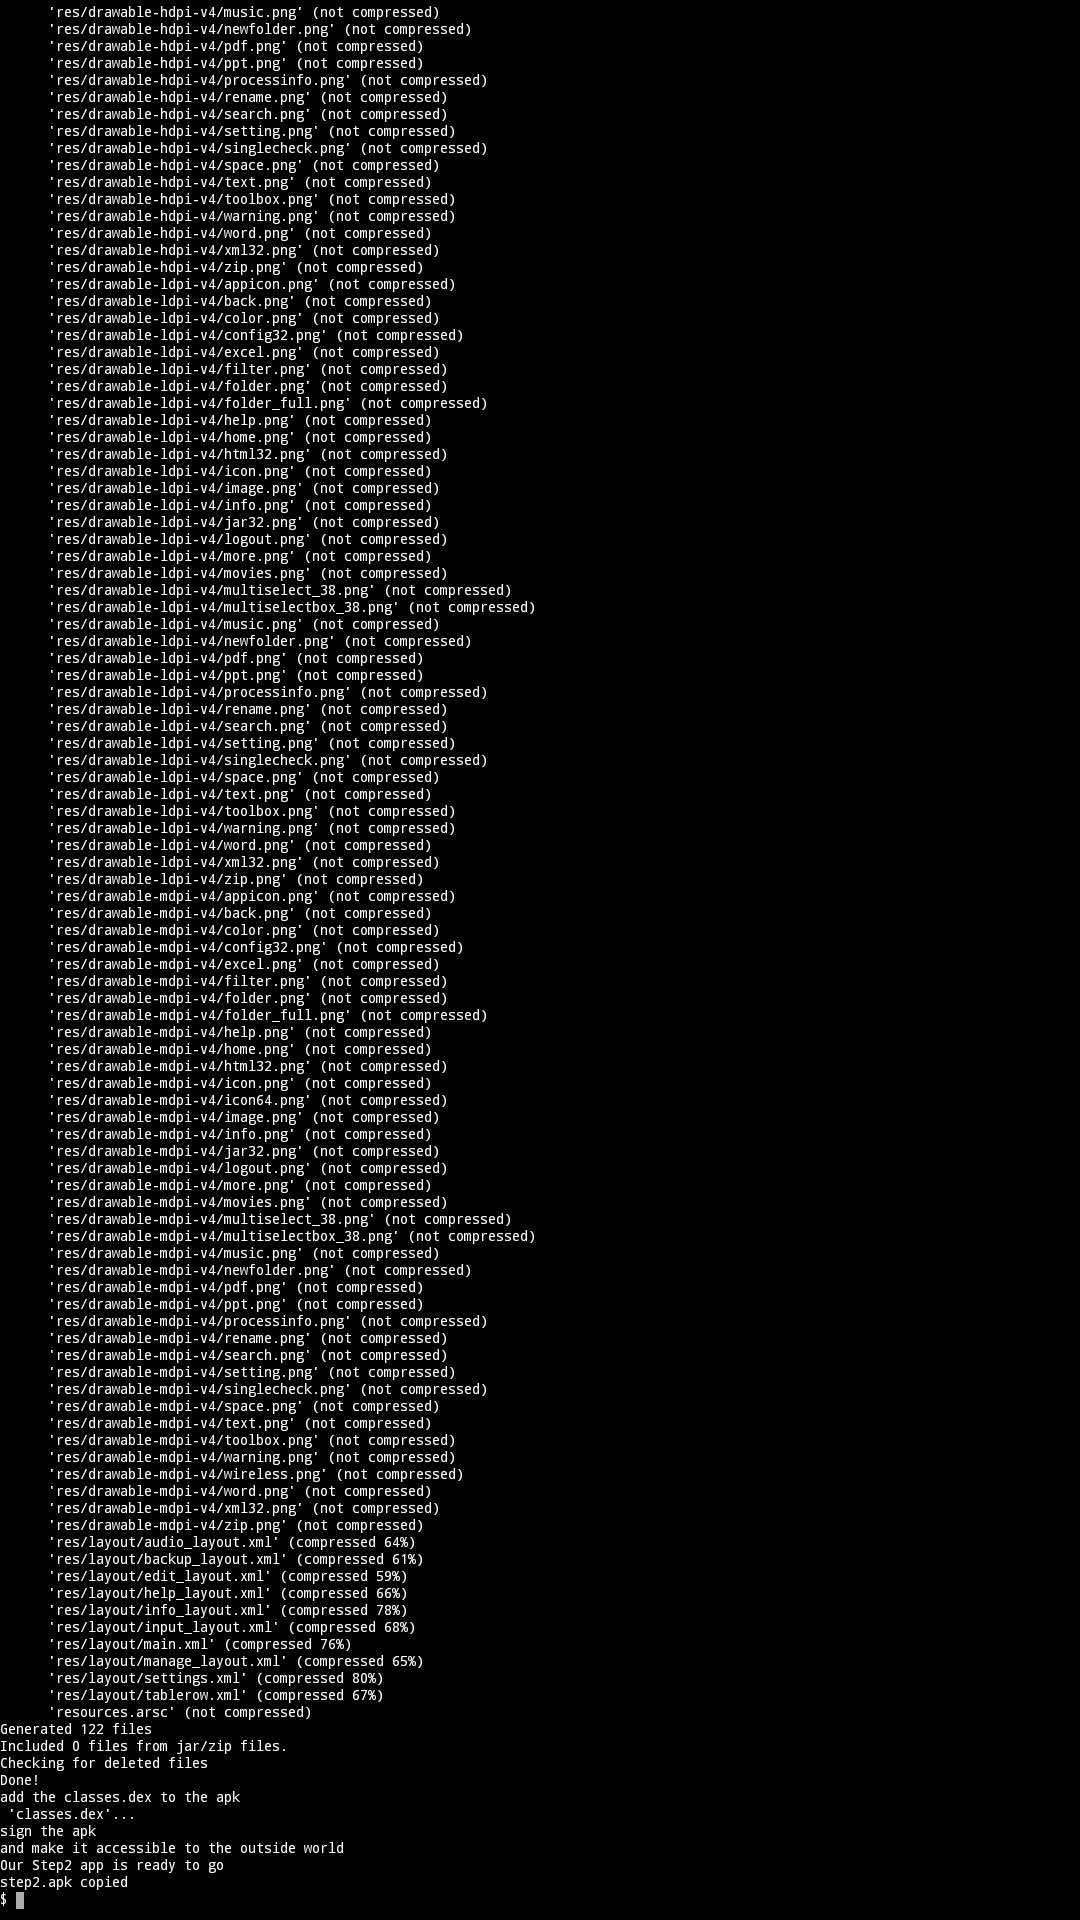 'res/drawable-hdpi-v4/music.png' (not compressed)
'res/drawable-hdpi-v4/newfolder.png' (not compressed)
'res/drawable-hdpi-v4/pdf.png' (not compressed)
'res/drawable-hdpi-v4/ppt.png' (not compressed)
'res/drawable-hdpi-v4/processinfo.png' (not compressed)
'res/drawable-hdpi-v4/rename.png' (not compressed)
'res/drawable-hdpi-v4/search.png' (not compressed)
'res/drawable-hdpi-v4/setting.png' (not compressed)
'res/drawable-hdpi-v4/singlecheck.png' (not compressed)
'res/drawable-hdpi-v4/space.png' (not compressed)
'res/drawable-hdpi-v4/text.png' (not compressed)
'res/drawable-hdpi-v4/toolbox.png' (not compressed)
'res/drawable-hdpi-v4/warning.png' (not compressed)
'res/drawable-hdpi-v4/word.png' (not compressed)
'res/drawable-hdpi-v4/xml32.png' (not compressed)
'res/drawable-hdpi-v4/zip.png' (not compressed)
'res/drawable-ldpi-v4/appicon.png' (not compressed)
'res/drawable-ldpi-v4/back.png' (not compressed)
'res/drawable-ldpi-v4/color.png' (not compressed)
'res/drawable-ldpi-v4/config32.png' (not compressed)
'res/drawable-ldpi-v4/excel.png' (not compressed)
'res/drawable-ldpi-v4/filter.png' (not compressed)
'res/drawable-ldpi-v4/folder.png' (not compressed)
'res/drawable-ldpi-v4/folder_full.png' (not compressed)
'res/drawable-ldpi-v4/help.png' (not compressed)
'res/drawable-ldpi-v4/home.png' (not compressed)
'res/drawable-ldpi-v4/html32.png' (not compressed)
'res/drawable-ldpi-v4/icon.png' (not compressed)
'res/drawable-ldpi-v4/image.png' (not compressed)
'res/drawable-ldpi-v4/info.png' (not compressed)
'res/drawable-ldpi-v4/jar32.png' (not compressed)
'res/drawable-ldpi-v4/logout.png' (not compressed)
'res/drawable-ldpi-v4/more.png' (not compressed)
'res/drawable-ldpi-v4/movies.png' (not compressed)
'res/drawable-ldpi-v4/multiselect_38.png' (not compressed)
'res/drawable-ldpi-v4/multiselectbox_38.png' (not compressed)
'res/drawable-ldpi-v4/music.png' (not compressed)
'res/drawable-ldpi-v4/newfolder.png' (not compressed)
'res/drawable-ldpi-v4/pdf.png' (not compressed)
'res/drawable-ldpi-v4/ppt.png' (not compressed)
'res/drawable-ldpi-v4/processinfo.png' (not compressed)
'res/drawable-ldpi-v4/rename.png' (not compressed)
'res/drawable-ldpi-v4/search.png' (not compressed)
'res/drawable-ldpi-v4/setting.png' (not compressed)
'res/drawable-ldpi-v4/singlecheck.png' (not compressed)
'res/drawable-ldpi-v4/space.png' (not compressed)
'res/drawable-ldpi-v4/text.png' (not compressed)
'res/drawable-ldpi-v4/toolbox.png' (not compressed)
'res/drawable-ldpi-v4/warning.png' (not compressed)
'res/drawable-ldpi-v4/word.png' (not compressed)
'res/drawable-ldpi-v4/xml32.png' (not compressed)
'res/drawable-ldpi-v4/zip.png' (not compressed)
'res/drawable-mdpi-v4/appicon.png' (not compressed)
'res/drawable-mdpi-v4/back.png' (not compressed)
'res/drawable-mdpi-v4/color.png' (not compressed)
'res/drawable-mdpi-v4/config32.png' (not compressed)
'res/drawable-mdpi-v4/excel.png' (not compressed)
'res/drawable-mdpi-v4/filter.png' (not compressed)
'res/drawable-mdpi-v4/folder.png' (not compressed)
'res/drawable-mdpi-v4/folder_full.png' (not compressed)
'res/drawable-mdpi-v4/help.png' (not compressed)
'res/drawable-mdpi-v4/home.png' (not compressed)
'res/drawable-mdpi-v4/html32.png' (not compressed)
'res/drawable-mdpi-v4/icon.png' (not compressed)
'res/drawable-mdpi-v4/icon64.png' (not compressed)
'res/drawable-mdpi-v4/image.png' (not compressed)
'res/drawable-mdpi-v4/info.png' (not compressed)
'res/drawable-mdpi-v4/jar32.png' (not compressed)
'res/drawable-mdpi-v4/logout.png' (not compressed)
'res/drawable-mdpi-v4/more.png' (not compressed)
'res/drawable-mdpi-v4/movies.png' (not compressed)
'res/drawable-mdpi-v4/multiselect_38.png' (not compressed)
'res/drawable-mdpi-v4/multiselectbox_38.png' (not compressed)
'res/drawable-mdpi-v4/music.png' (not compressed)
'res/drawable-mdpi-v4/newfolder.png' (not compressed)
'res/drawable-mdpi-v4/pdf.png' (not compressed)
'res/drawable-mdpi-v4/ppt.png' (not compressed)
'res/drawable-mdpi-v4/processinfo.png' (not compressed)
'res/drawable-mdpi-v4/rename.png' (not compressed)
'res/drawable-mdpi-v4/search.png' (not compressed)
'res/drawable-mdpi-v4/setting.png' (not compressed)
'res/drawable-mdpi-v4/singlecheck.png' (not compressed)
'res/drawable-mdpi-v4/space.png' (not compressed)
'res/drawable-mdpi-v4/text.png' (not compressed)
'res/drawable-mdpi-v4/toolbox.png' (not compressed)
'res/drawable-mdpi-v4/warning.png' (not compressed)
'res/drawable-mdpi-v4/wireless.png' (not compressed)
'res/drawable-mdpi-v4/word.png' (not compressed)
'res/drawable-mdpi-v4/xml32.png' (not compressed)
'res/drawable-mdpi-v4/zip.png' (not compressed)
'res/layout/audio_layout.xml' (compressed 64%)
'res/layout/backup_layout.xml' (compressed 61%)
'res/layout/edit_layout.xml' (compressed 59%)
'res/layout/help_layout.xml' (compressed 66%)
'res/layout/info_layout.xml' (compressed 78%)
'res/layout/input_layout.xml' (compressed 68%)
'res/layout/main.xml' (compressed 76%)
'res/layout/manage_layout.xml' (compressed 65%)
'res/layout/settings.xml' (compressed 80%)
'res/layout/tablerow.xml' (compressed 67%)
'resources.arsc' (not compressed)
Generated 122 files
Included 0 files from jar/zip files.
Checking for deleted files
Done!
add the classes.dex to the apk
'classes.dex'...
sign the apk
and make it accessible to the outside world
Our Step2 app is ready to go
step2.apk copied
$